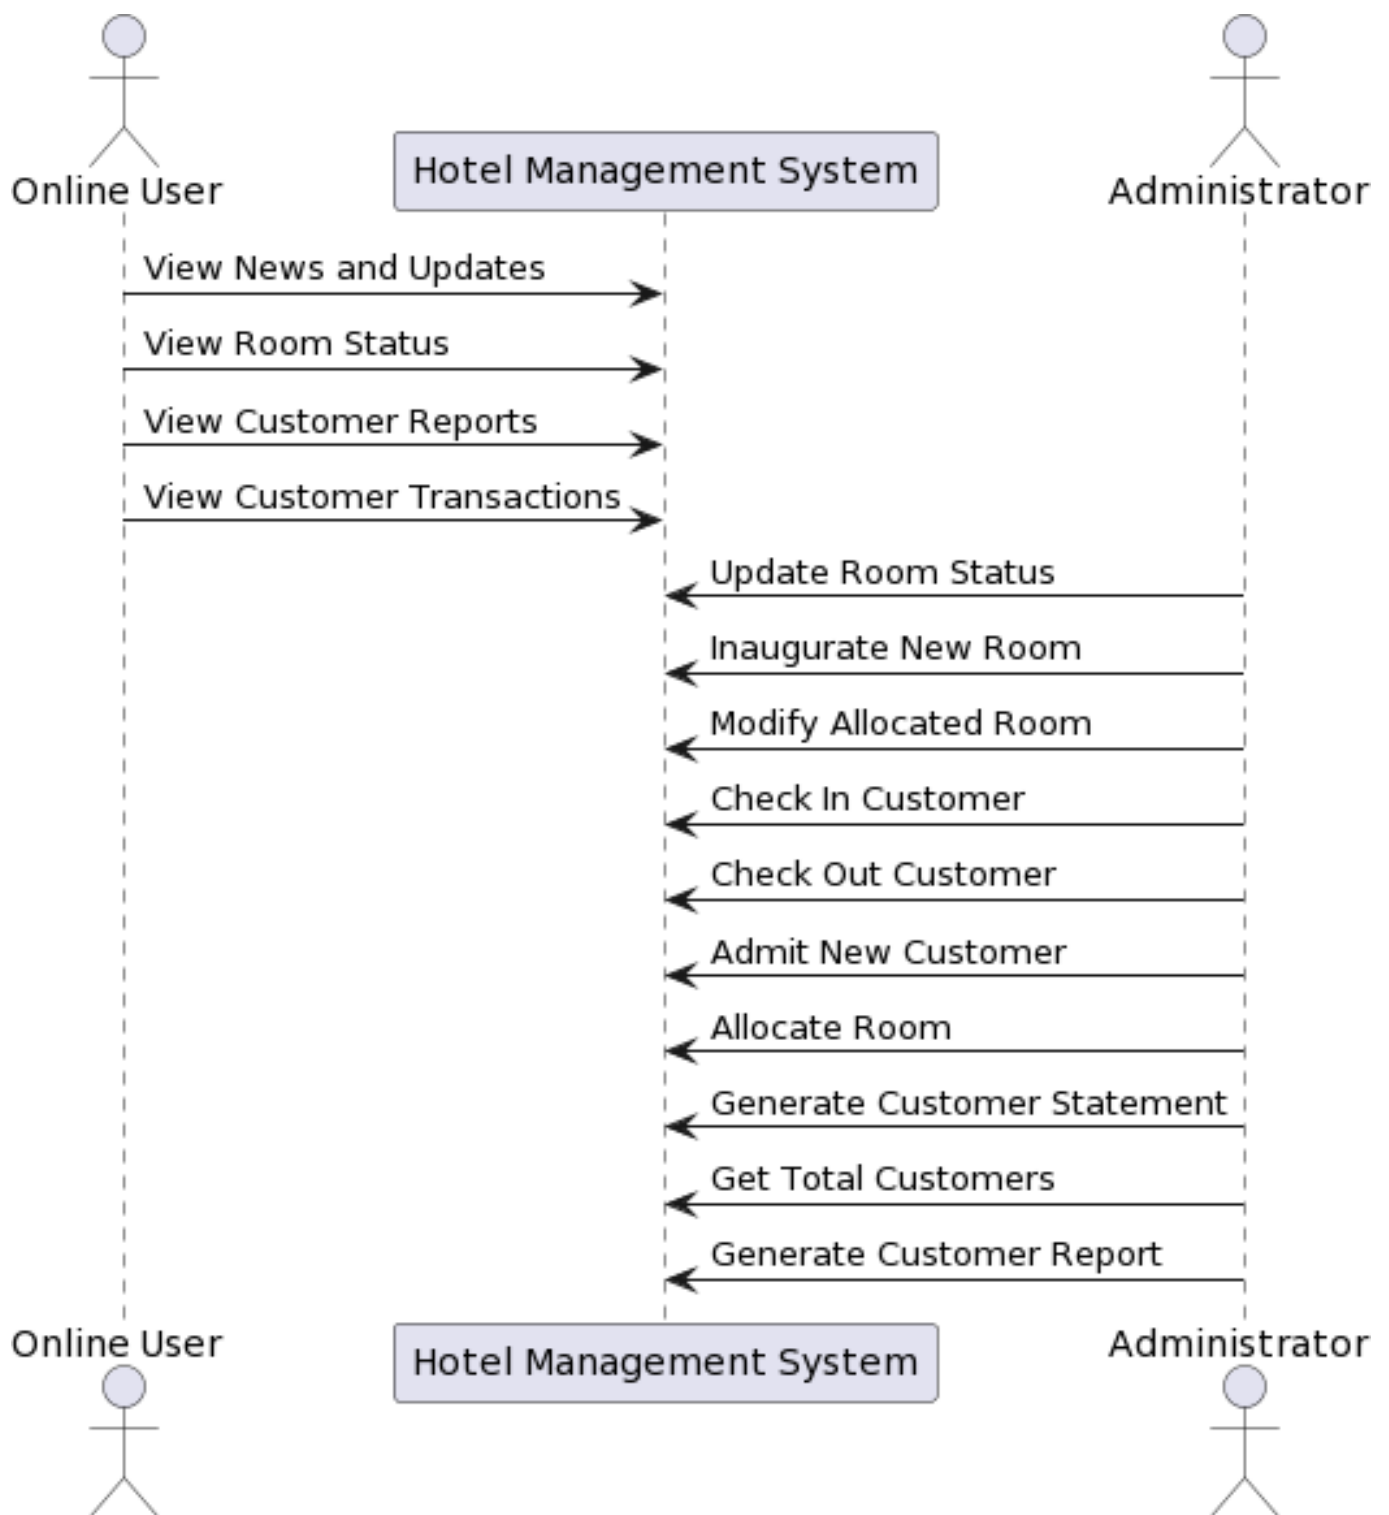 Online User
Hotel Management System
Administrator
View News and Updates
View Room Status
View Customer Reports
View Customer Transactions
Update Room Status
Inaugurate New Room
Modify Allocated Room
Check In Customer
Check Out Customer
Admit New Customer
Allocate Room
Generate Customer Statement
Get Total Customers
Generate Customer Report
Online User
Hotel Management System
Administrator